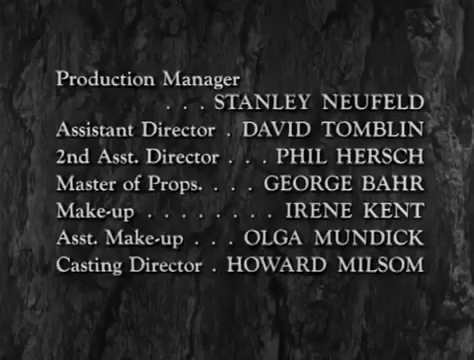 Production Manager
. . . STANLEY NEUFELD
Assistant Director . DAVID TOMBLIN
2nd Asst. Director . . . PHIL HERSCH
Master of Props. . . . GEORGE BAHR
Make-up . . . . . . . . IRENE KENT
Asst. Make-up . . . OLGA MUNDICK
Casting Director . HOWARD MILSOM